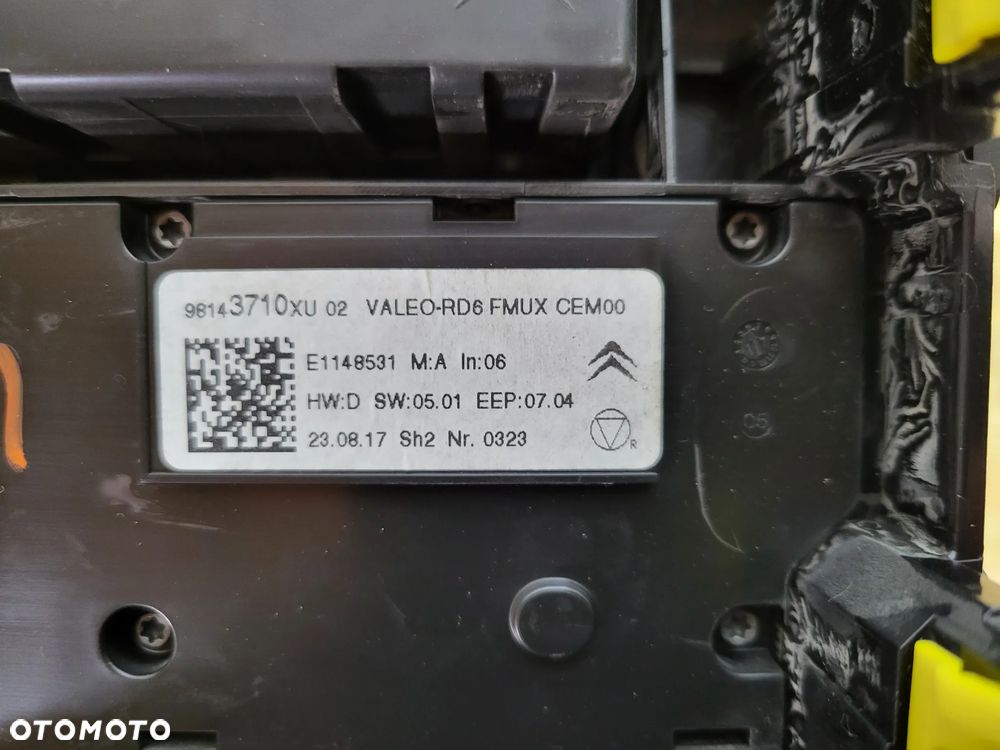 98143710XU 02 VALEO-RD6 FMUX CEM00
E1148531 M:A In:06
HW:D SW:05.01 EEP:07.04
23.08.17 Sh2 Nr. 0323
R
C5
OTOMOTO